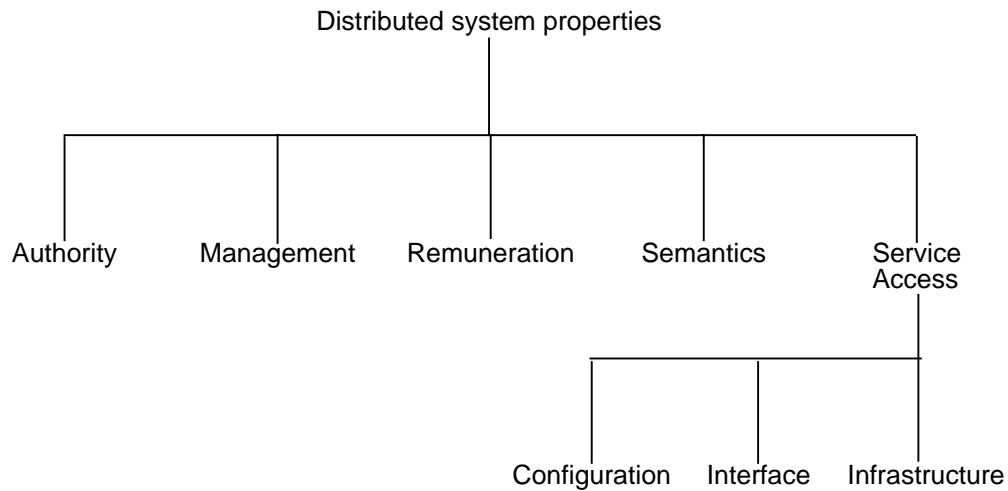 Distributed system properties
Authority
Management
Remuneration
Semantics
Service
Access
Configuration
Interface
Infrastructure